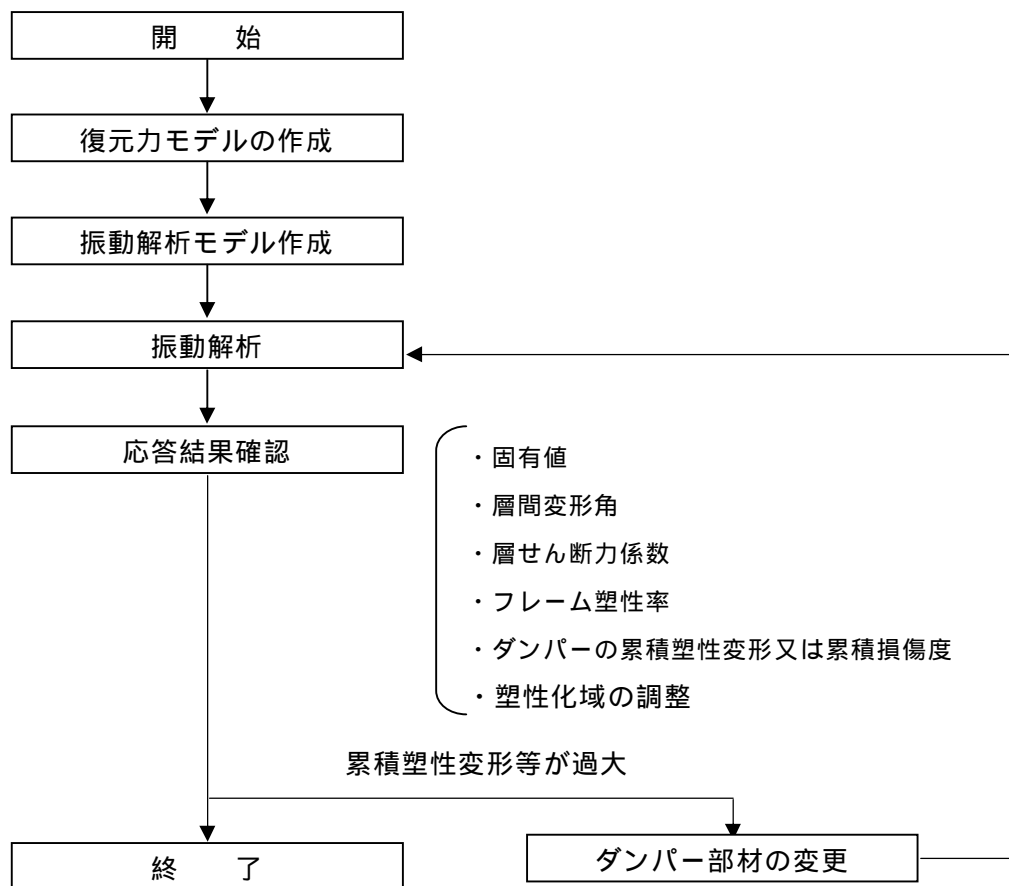 開　　始
復元力モデルの作成
振動解析モデル作成
振動解析
応答結果確認
・固有値
・層間変形角
・層せん断力係数
・フレーム塑性率
・ダンパーの累積塑性変形又は累積損傷度
・塑性化域の調整
累積塑性変形等が過大
終　　了
ダンパー部材の変更